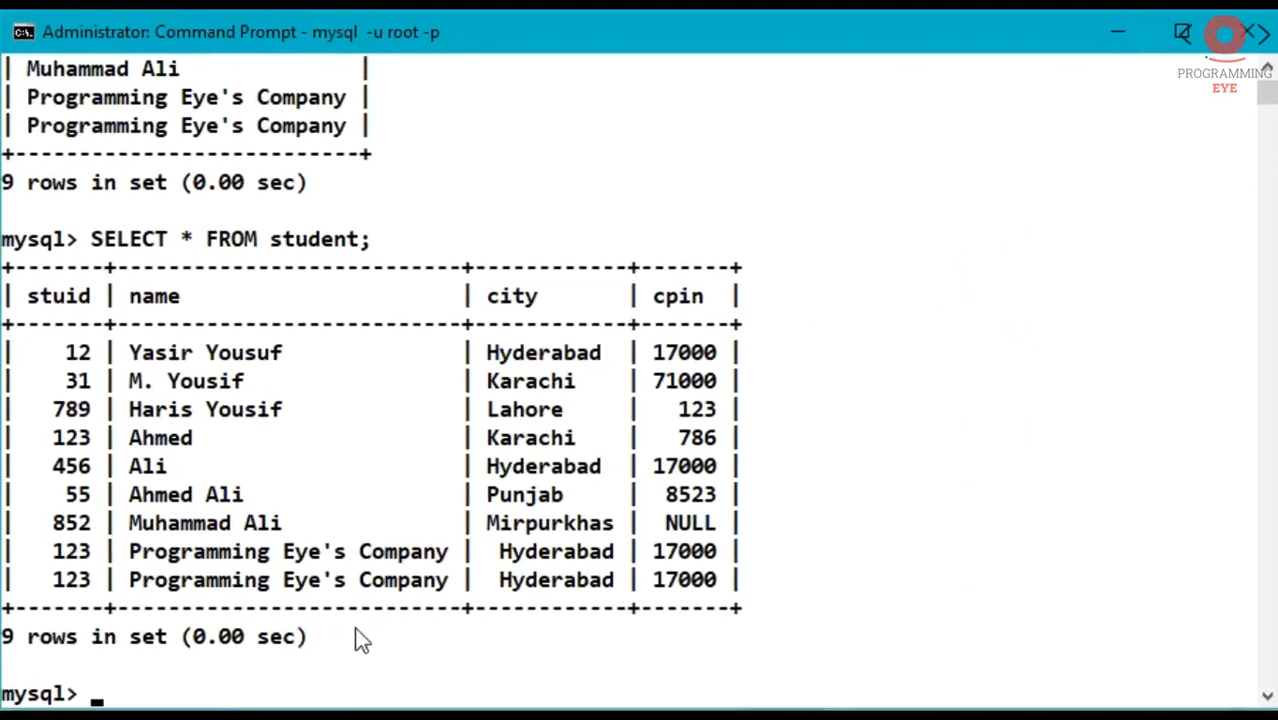 Administrator: Command Prompt - mysql  -u root -p
PROGRAMMING
EYE
| Muhammad Ali              |
| Programming Eye's Company |
| Programming Eye's Company |
+---------------------------+
9 rows in set (0.00 sec)
mysql> SELECT * FROM student;
+-------+---------------------------+------------+-------+
| stuid | name                      | city       | cpin  |
+-------+---------------------------+------------+-------+
|    12 | Yasir Yousuf              | Hyderabad  | 17000 |
|    31 | M. Yousif                 | Karachi    | 71000 |
|   789 | Haris Yousif              | Lahore     |   123 |
|   123 | Ahmed                     | Karachi    |   786 |
|   456 | Ali                       | Hyderabad  | 17000 |
|    55 | Ahmed Ali                 | Punjab     |  8523 |
|   852 | Muhammad Ali              | Mirpurkhas |  NULL |
|   123 | Programming Eye's Company |  Hyderabad | 17000 |
|   123 | Programming Eye's Company |  Hyderabad | 17000 |
+-------+---------------------------+------------+-------+
9 rows in set (0.00 sec)
mysql> _